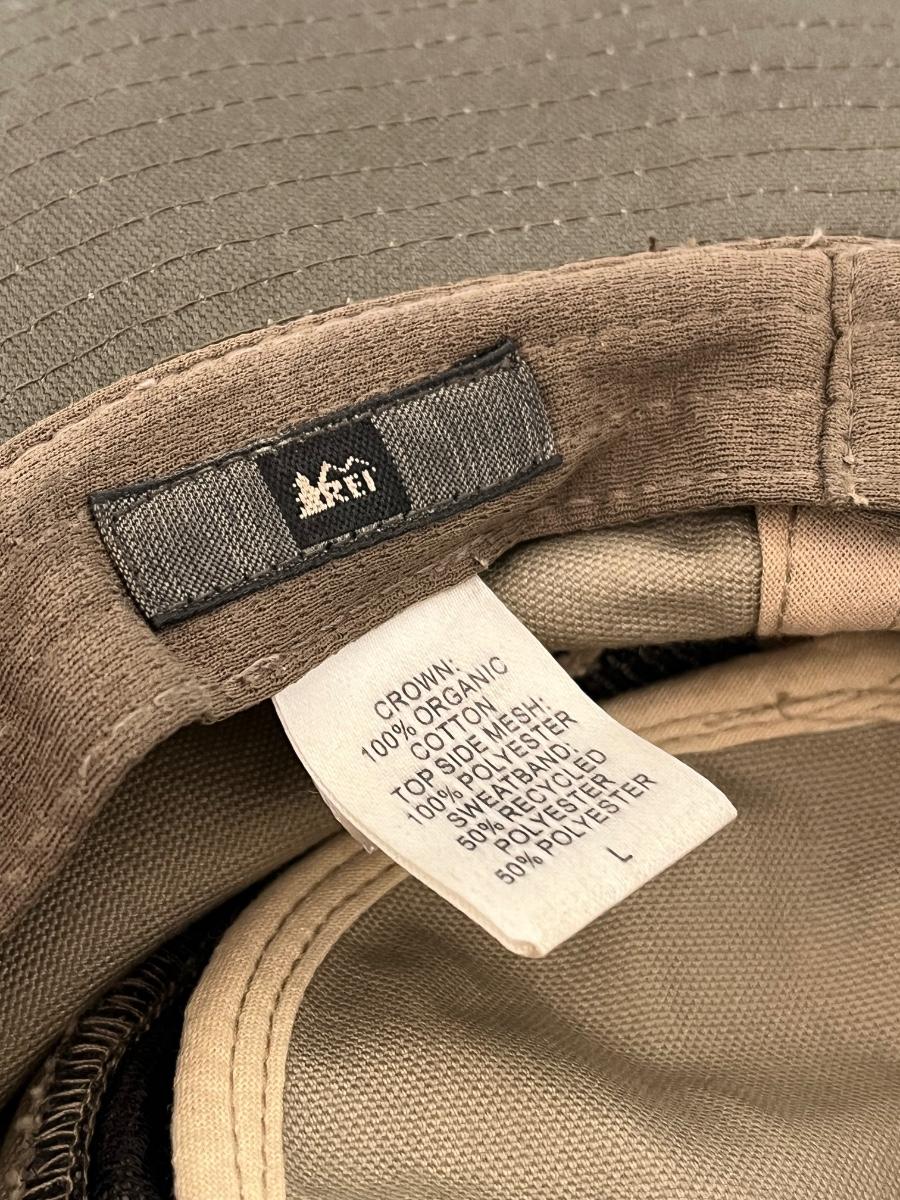 REI
CROWN:
100% ORGANIC
COTTON
TOP SIDE MESH:
100% POLYESTER
SWEATBAND:
50% RECYCLED
POLYESTER
50% POLYESTER
L